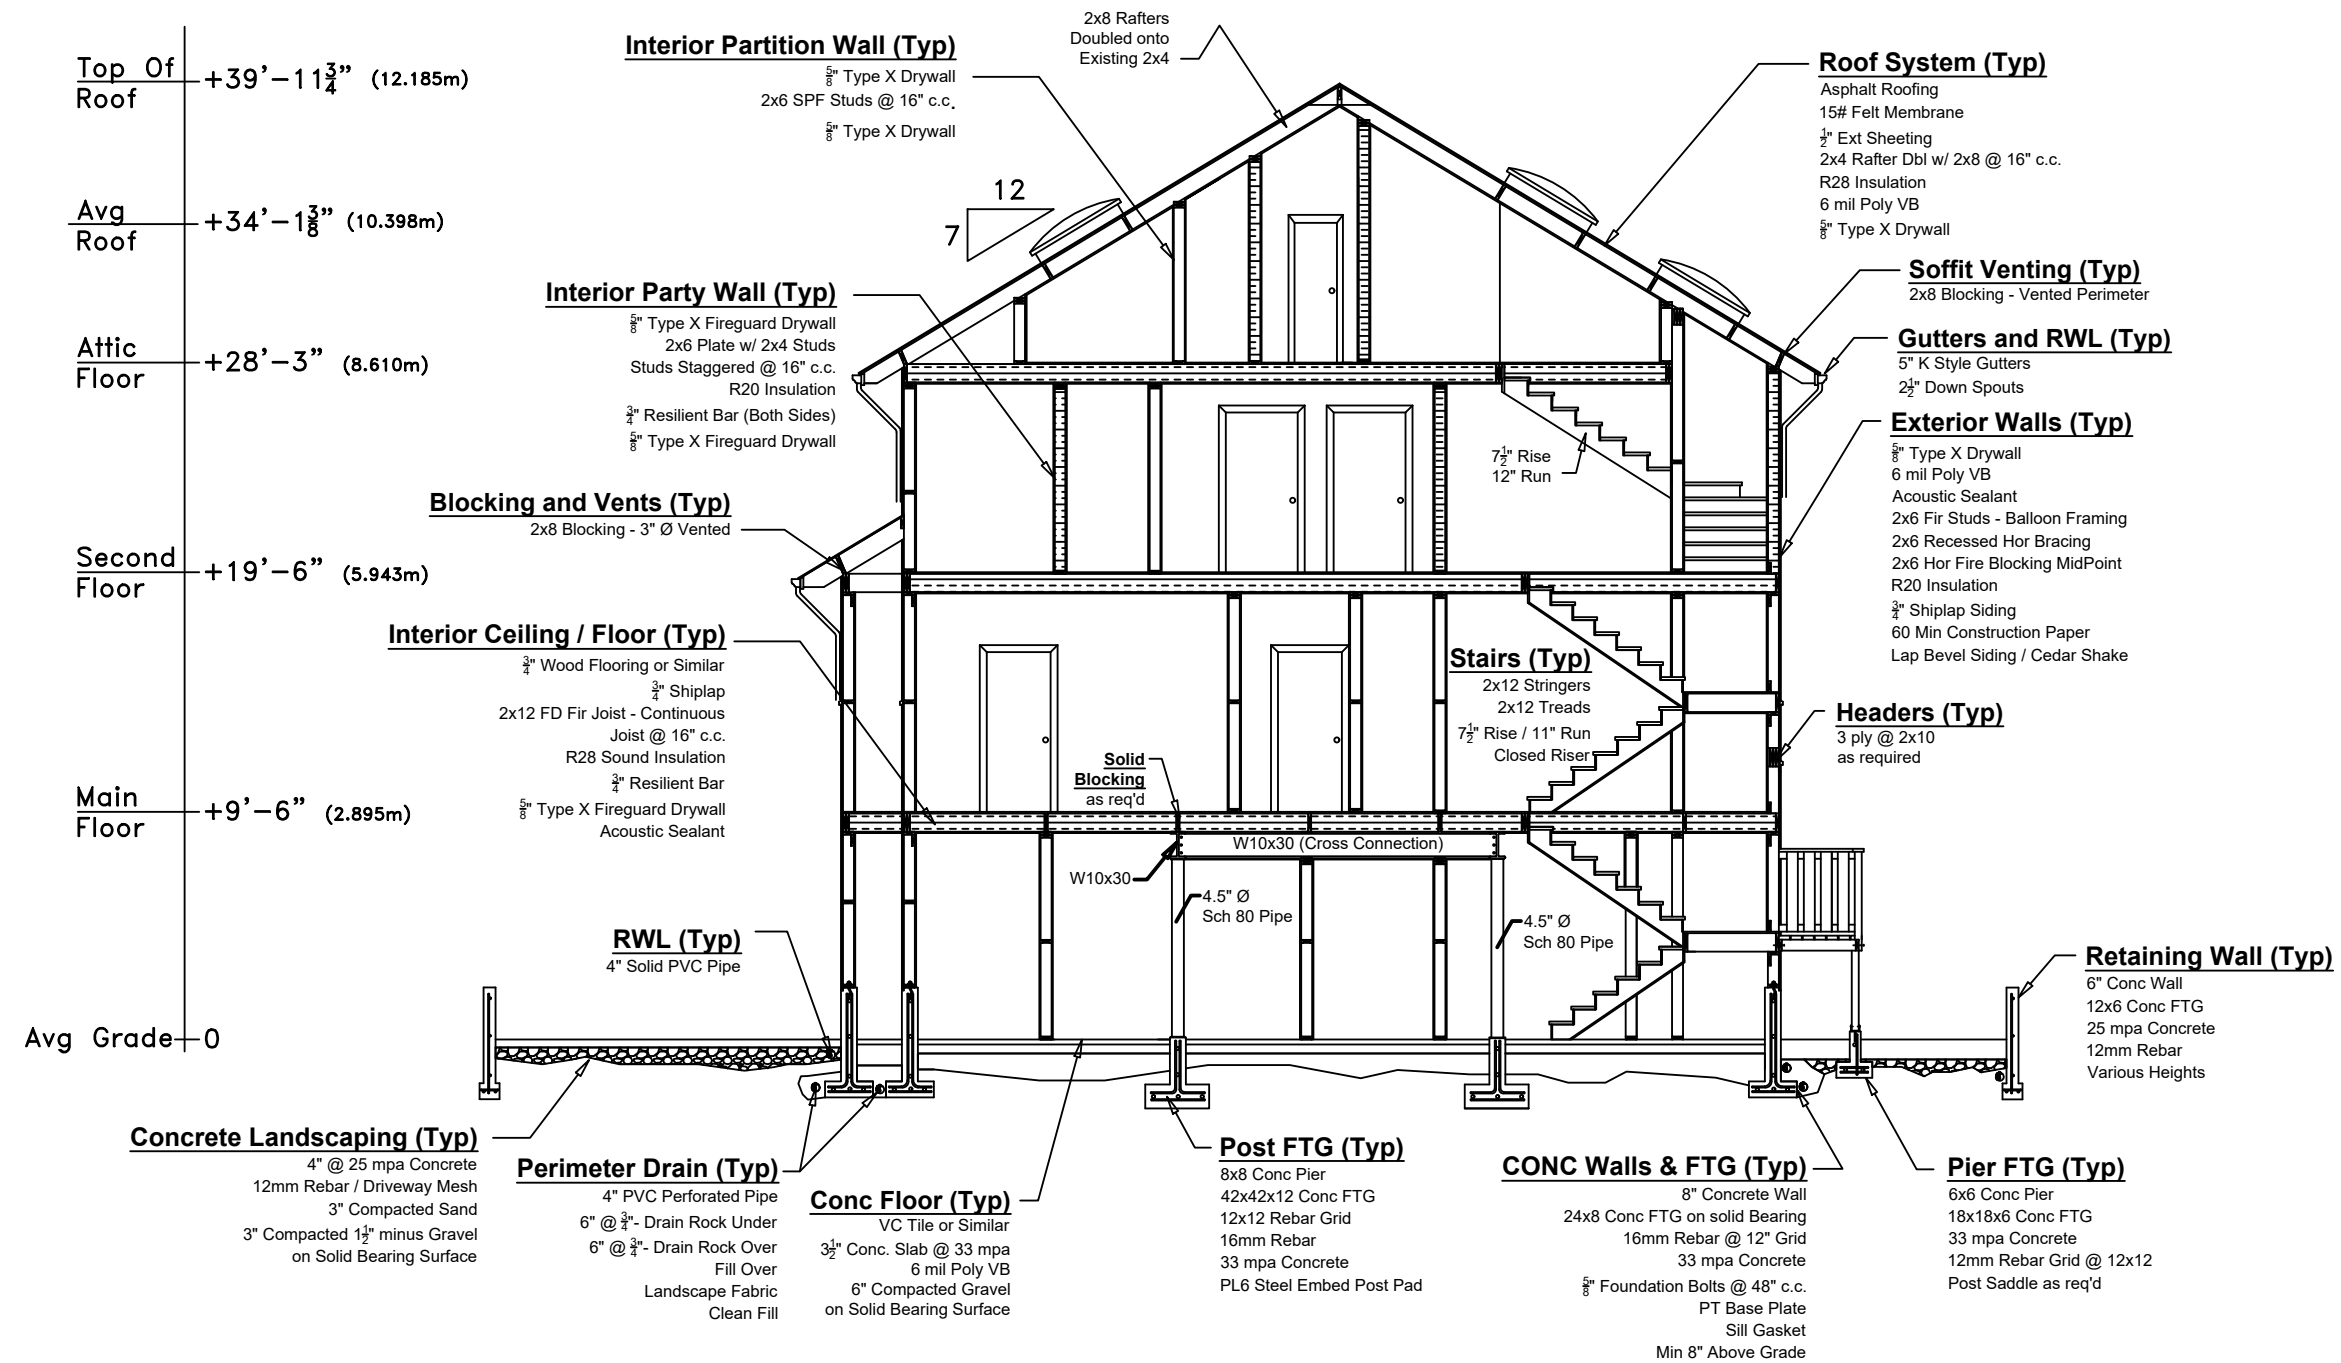 Top Of
Roof
+39'-11¾" (12.185m)
Avg
Roof
+34'-1⅜" (10.398m)
Attic
Floor
+28'-3" (8.610m)
Second
Floor
+19'-6" (5.943m)
Main
Floor
+9'-6" (2.895m)
Avg Grade 0
Interior Partition Wall (Typ)
⅝" Type X Drywall
2x6 SPF Studs @ 16" c.c.
⅝" Type X Drywall
2x8 Rafters
Doubled onto
Existing 2x4
12
7
Interior Party Wall (Typ)
⅝" Type X Fireguard Drywall
2x6 Plate w/ 2x4 Studs
Studs Staggered @ 16" c.c.
R20 Insulation
¾" Resilient Bar (Both Sides)
⅝" Type X Fireguard Drywall
Blocking and Vents (Typ)
2x8 Blocking - 3" Ø Vented
Interior Ceiling / Floor (Typ)
¾" Wood Flooring or Similar
¾" Shiplap
2x12 FD Fir Joist - Continuous
Joist @ 16" c.c.
R28 Sound Insulation
¾" Resilient Bar
⅝" Type X Fireguard Drywall
Acoustic Sealant
RWL (Typ)
4" Solid PVC Pipe
Roof System (Typ)
Asphalt Roofing
15# Felt Membrane
½" Ext Sheeting
2x4 Rafter Dbl w/ 2x8 @ 16" c.c.
R28 Insulation
6 mil Poly VB
⅝" Type X Drywall
Soffit Venting (Typ)
2x8 Blocking - Vented Perimeter
Gutters and RWL (Typ)
5" K Style Gutters
2½" Down Spouts
Exterior Walls (Typ)
⅝" Type X Drywall
6 mil Poly VB
Acoustic Sealant
2x6 Fir Studs - Balloon Framing
2x6 Recessed Hor Bracing
2x6 Hor Fire Blocking MidPoint
R20 Insulation
¾" Shiplap Siding
60 Min Construction Paper
Lap Bevel Siding / Cedar Shake
7½" Rise
12" Run
Stairs (Typ)
2x12 Stringers
2x12 Treads
7½" Rise / 11" Run
Closed Riser
Headers (Typ)
3 ply @ 2x10
as required
Solid
Blocking
as req'd
W10x30 (Cross Connection)
W10x30
4.5" Ø
Sch 80 Pipe
4.5" Ø
Sch 80 Pipe
Retaining Wall (Typ)
6" Conc Wall
12x6 Conc FTG
25 mpa Concrete
12mm Rebar
Various Heights
Concrete Landscaping (Typ)
4" @ 25 mpa Concrete
12mm Rebar / Driveway Mesh
3" Compacted Sand
3" Compacted 1½" minus Gravel
on Solid Bearing Surface
Perimeter Drain (Typ)
4" PVC Perforated Pipe
6" @ ¾"- Drain Rock Under
6" @ ¾"- Drain Rock Over
Fill Over
Landscape Fabric
Clean Fill
Conc Floor (Typ)
VC Tile or Similar
3½" Conc. Slab @ 33 mpa
6 mil Poly VB
6" Compacted Gravel
on Solid Bearing Surface
Post FTG (Typ)
8x8 Conc Pier
42x42x12 Conc FTG
12x12 Rebar Grid
16mm Rebar
33 mpa Concrete
PL6 Steel Embed Post Pad
CONC Walls & FTG (Typ)
8" Concrete Wall
24x8 Conc FTG on solid Bearing
16mm Rebar @ 12" Grid
33 mpa Concrete
⅝" Foundation Bolts @ 48" c.c.
PT Base Plate
Sill Gasket
Min 8" Above Grade
Pier FTG (Typ)
6x6 Conc Pier
18x18x6 Conc FTG
33 mpa Concrete
12mm Rebar Grid @ 12x12
Post Saddle as req'd